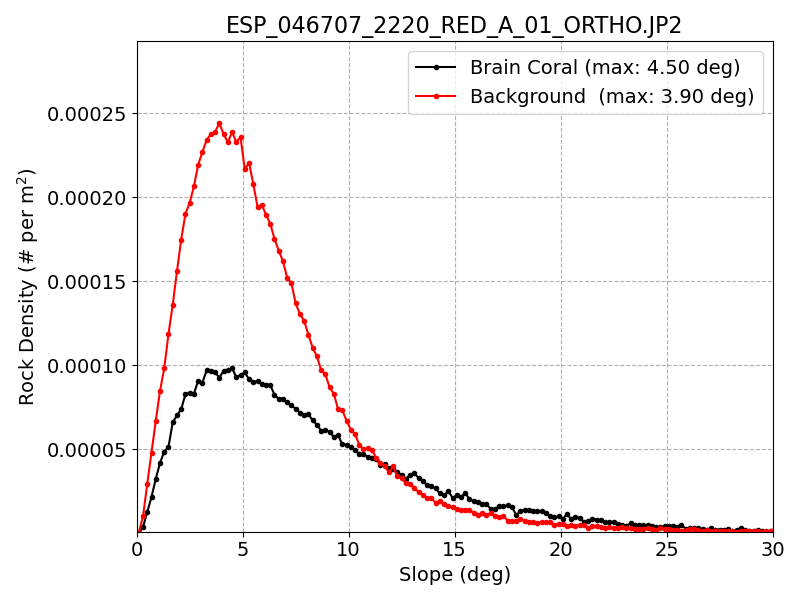 ESP_046707_2220_RED_A_01_ORTHO.JP2
Brain Coral (max: 4.50 deg)
Background  (max: 3.90 deg)
0.00025
0.00020
0.00015
0.00010
0.00005
Rock Density (# per m²)
0 5 10 15 20 25 30
Slope (deg)